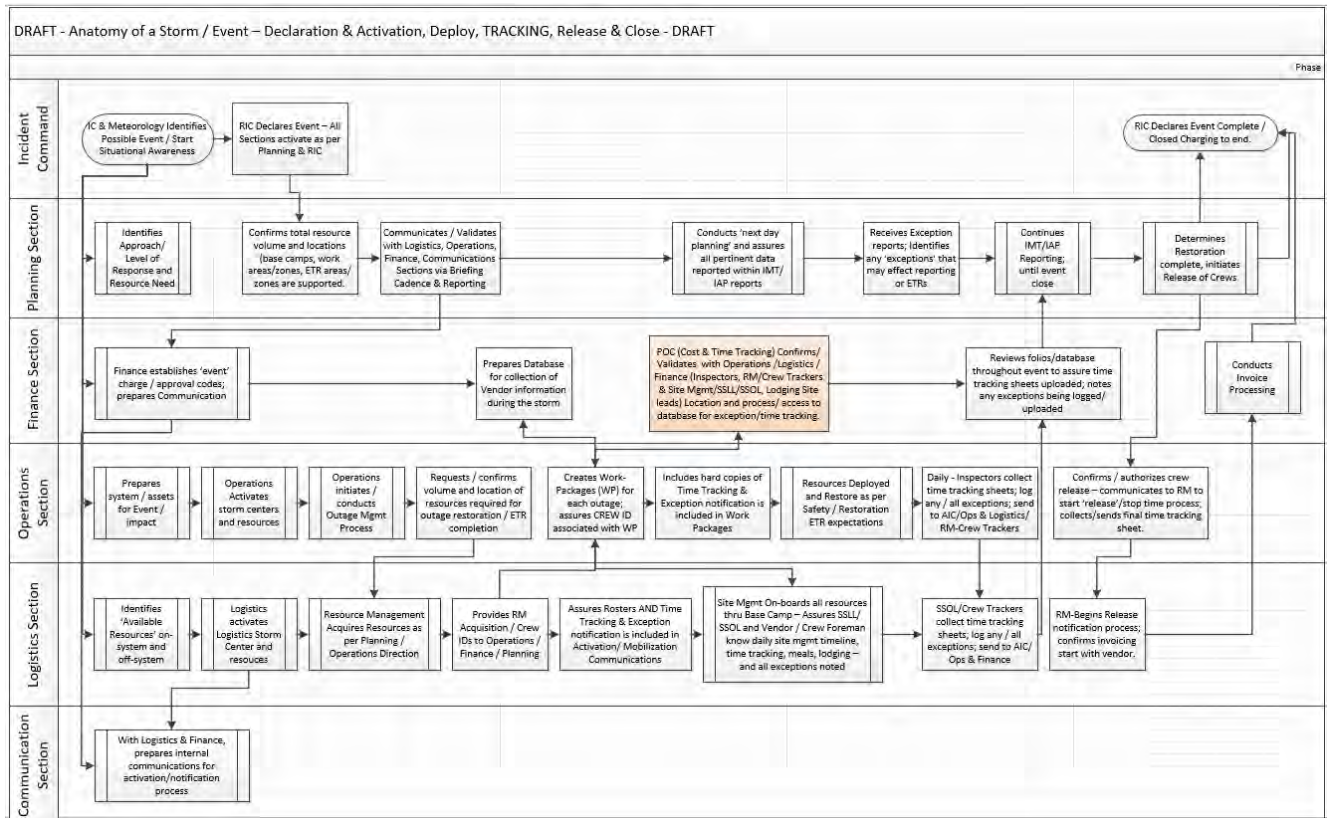 DRAFT - Anatomy of a Storm / Event – Declaration & Activation, Deploy, TRACKING, Release & Close - DRAFT
Phase
Incident
Command
IC & Meteorology Identifies
Possible Event / Start
Situational Awareness
RIC Declares Event – All
Sections activate as per
Planning & RIC
RIC Declares Event Complete /
Closed Charging to end.
Planning Section
Identifies
Approach/
Level of
Response and
Resource Need
Confirms total resource
volume and locations
(base camps, work
areas/zones, ETR areas/
zones are supported.
Communicates / Validates
with Logistics, Operations,
Finance, Communications
Sections via Briefing
Cadence & Reporting
Conducts ‘next day
planning’ and assures
all pertinent data
reported within IMT/
IAP reports
Receives Exception
reports; Identifies
any ‘exceptions’ that
may effect reporting
or ETRs
Continues
IMT/IAP
Reporting;
until event
close
Determines
Restoration
complete, initiates
Release of Crews
Finance Section
Finance establishes ‘event’
charge / approval codes;
prepares Communication
Prepares Database
for collection of
Vendor information
during the storm
POC (Cost & Time Tracking) Confirms/
Validates with Operations /Logistics /
Finance (Inspectors, RM/Crew Trackers
& Site Mgmt/SSLL/SSOL, Lodging Site
leads) Location and process/ access to
database for exception/time tracking.
Reviews folios/database
throughout event to assure
time tracking sheets uploaded; notes
any exceptions being logged/
uploaded
Conducts
Invoice
Processing
Operations
Section
Prepares
system / assets
for Event /
impact
Operations
Activates
storm centers
and resources
Operations
initiates /
conducts
Outage Mgmt
Process
Requests / confirms
volume and location of
resources required for
outage restoration / ETR
completion
Creates Work-
Packages (WP) for
each outage;
assures CREW ID
associated with WP
Includes hard copies of
Time Tracking &
Exception notification is
included in Work
Packages
Resources Deployed
and Restore as per
Safety / Restoration
ETR expectations
Daily - Inspectors collect
time tracking sheets; log
any / all exceptions; send
to AIC/Ops & Logistics/
RM-Crew Trackers
Confirms / authorizes crew
release – communicates to RM to
start ‘release’/stop time process;
collects/sends final time tracking
sheet.
Logistics Section
Identifies
‘Available
Resources’ on-
system and
off-system
Logistics
activates
Logistics Storm
Center and
resouces
Resource Management
Acquires Resources as
per Planning /
Operations Direction
Provides RM
Acquisition / Crew
IDs to Operations /
Finance / Planning
Assures Rosters AND Time
Tracking & Exception
notification is included in
Activation/ Mobilization
Communications
Site Mgmt On-boards all resources
thru Base Camp – Assures SSLL/
SSOL and Vendor / Crew Foreman
know daily site mgmt timeline,
time tracking, meals, lodging –
and all exceptions noted
SSOL/Crew Trackers
collect time tracking
sheets; log any / all
exceptions; send to AIC/
Ops & Finance
RM-Begins Release
notification process;
confirms invoicing
start with vendor.
Communication
Section
With Logistics & Finance,
prepares internal
communications for
activation/notification
process